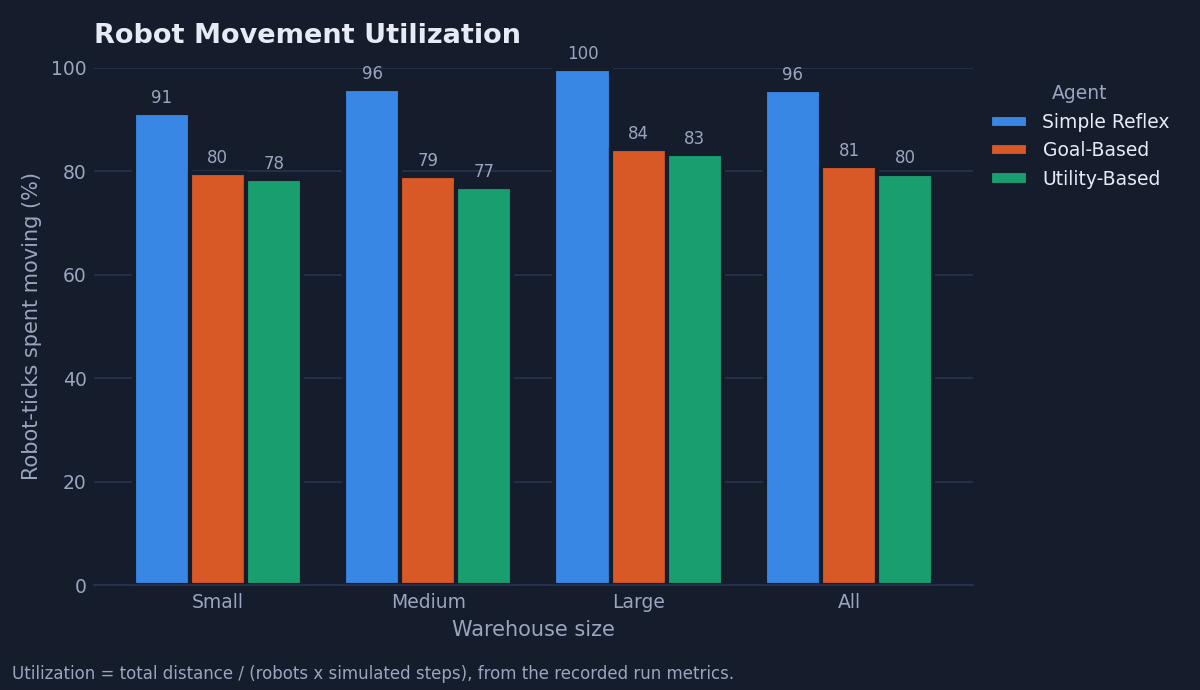 Robot Movement Utilization
Agent
Simple Reflex
Goal-Based
Utility-Based
Robot-ticks spent moving (%)
100
80
60
40
20
0
91
80
78
96
79
77
100
84
83
96
81
80
Small
Medium
Large
All
Warehouse size
Utilization = total distance / (robots x simulated steps), from the recorded run metrics.